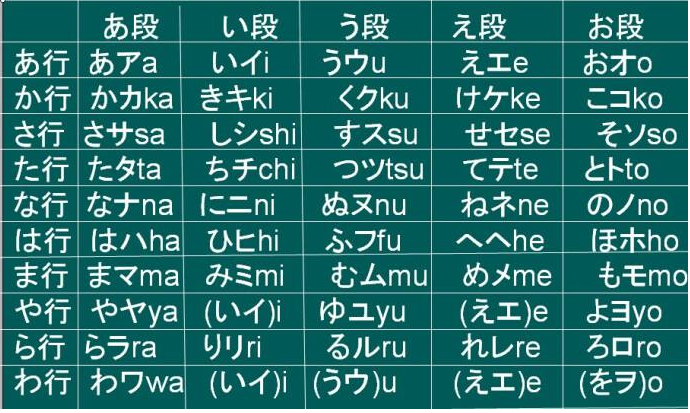 あ段 い段 う段 え段 お段
あ行 あアa いイi うウu えエe おオo
か行 かカka きキki くクku けケke こコko
さ行 さサsa しシshi すスsu せセse そソso
た行 たタta ちチchi つツtsu てテte とトto
な行 なナna にニni ぬヌnu ねネne のノno
は行 はハha ひヒhi ふフfu へヘhe ほホho
ま行 まマma みミmi むムmu めメme もモmo
や行 やヤya (いイ)i ゆユyu (えエ)e よヨyo
ら行 らラra りリri るルru れレre ろロro
わ行 わワwa (いイ)i (うウ)u (えエ)e (をヲ)o